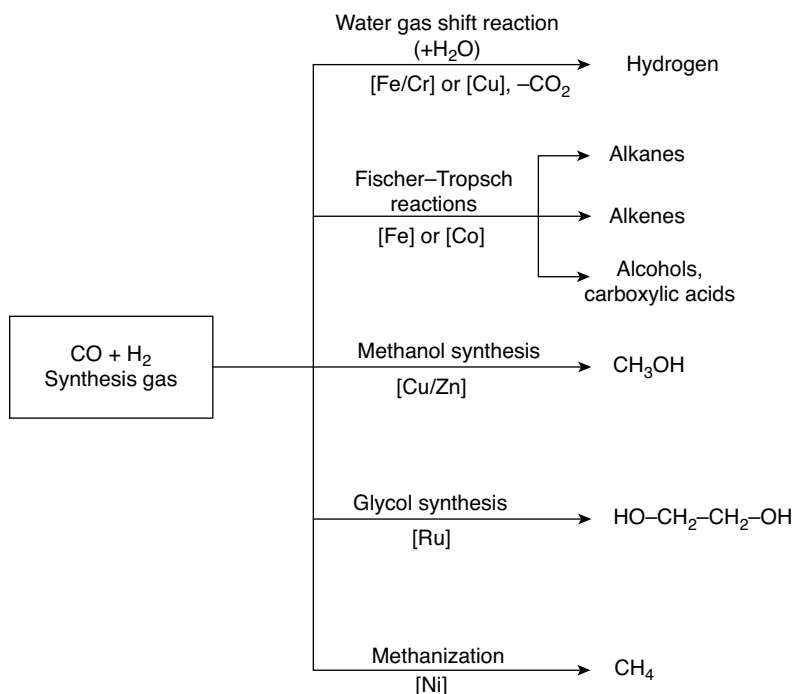 Water gas shift reaction
(+H₂O)
[Fe/Cr] or [Cu], –CO₂
Hydrogen
Fischer–Tropsch
reactions
[Fe] or [Co]
Alkanes
Alkenes
Alcohols,
carboxylic acids
CO + H₂
Synthesis gas
Methanol synthesis
[Cu/Zn]
CH₃OH
Glycol synthesis
[Ru]
HO–CH₂–CH₂–OH
Methanization
[Ni]
CH₄